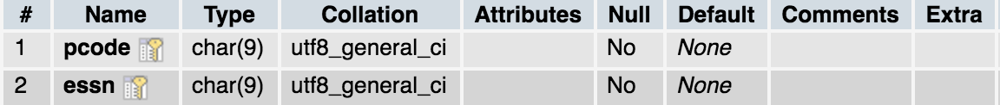 # Name Type Collation Attributes Null Default Comments Extra
1 pcode char(9) utf8_general_ci No None
2 essn char(9) utf8_general_ci No None